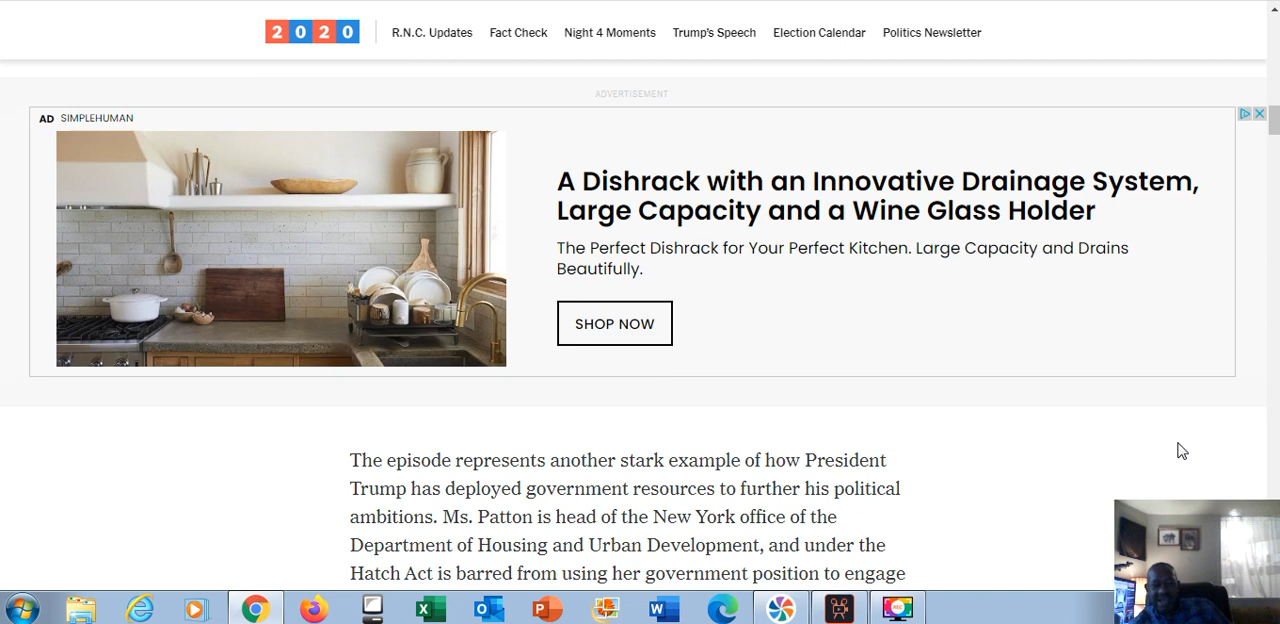 2020
R.N.C. Updates Fact Check Night 4 Moments Trump's Speech Election Calendar Politics Newsletter
ADVERTISEMENT
AD SIMPLEHUMAN
A Dishrack with an Innovative Drainage System,
Large Capacity and a Wine Glass Holder
The Perfect Dishrack for Your Perfect Kitchen. Large Capacity and Drains
Beautifully.
SHOP NOW
The episode represents another stark example of how President
Trump has deployed government resources to further his political
ambitions. Ms. Patton is head of the New York office of the
Department of Housing and Urban Development, and under the
Hatch Act is barred from using her government position to engage
REC